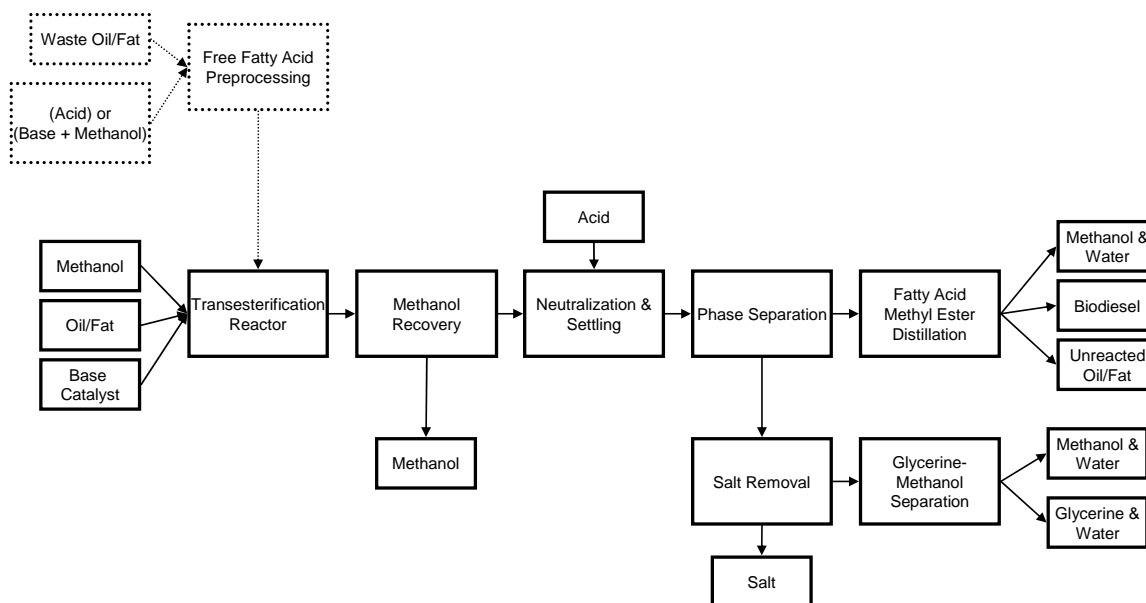 Waste Oil/Fat
Free Fatty Acid
Preprocessing
(Acid) or
(Base + Methanol)
Acid
Methanol
Oil/Fat
Base
Catalyst
Transesterification
Reactor
Methanol
Recovery
Neutralization &
Settling
Phase Separation
Fatty Acid
Methyl Ester
Distillation
Methanol &
Water
Biodiesel
Unreacted
Oil/Fat
Methanol
Salt Removal
Glycerine-
Methanol
Separation
Methanol &
Water
Glycerine &
Water
Salt